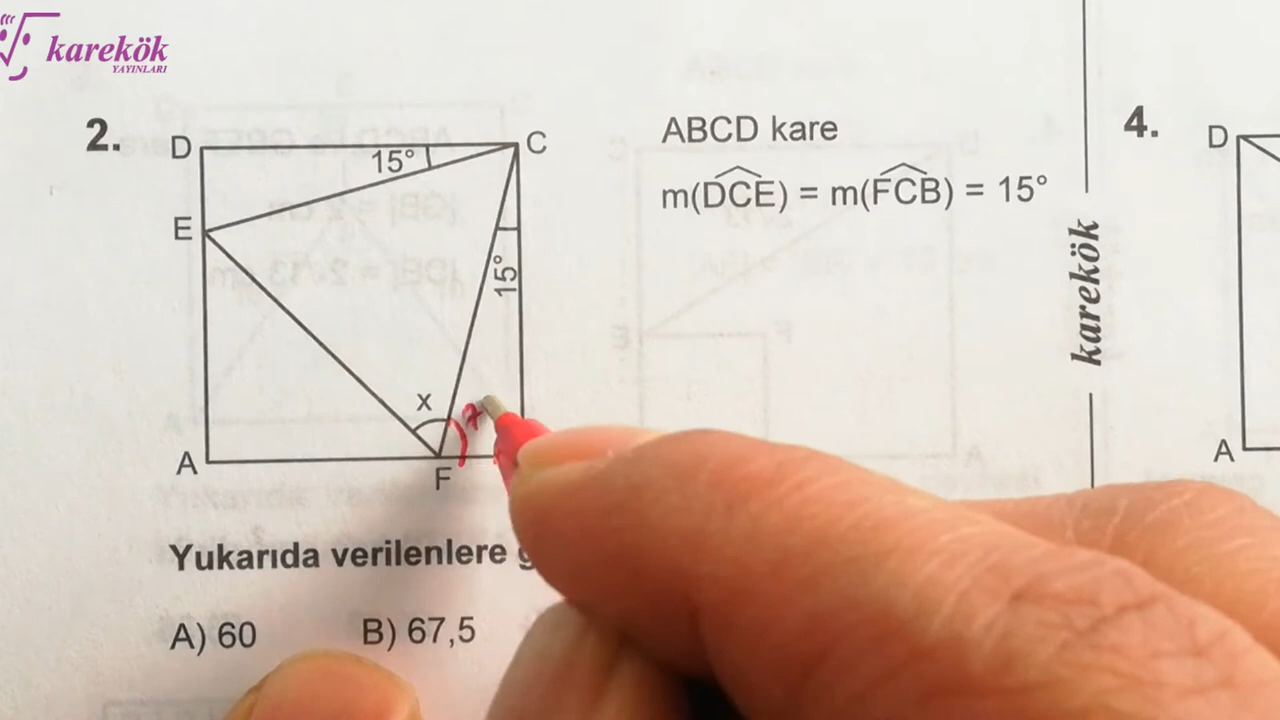 karekök
YAYINLARI
2.
D
C
15°
E
15°
x
A
F
ABCD kare
m(DCE) = m(FCB) = 15°
karekök
4.
D
A
Yukarıda verilenlere
A) 60
B) 67,5